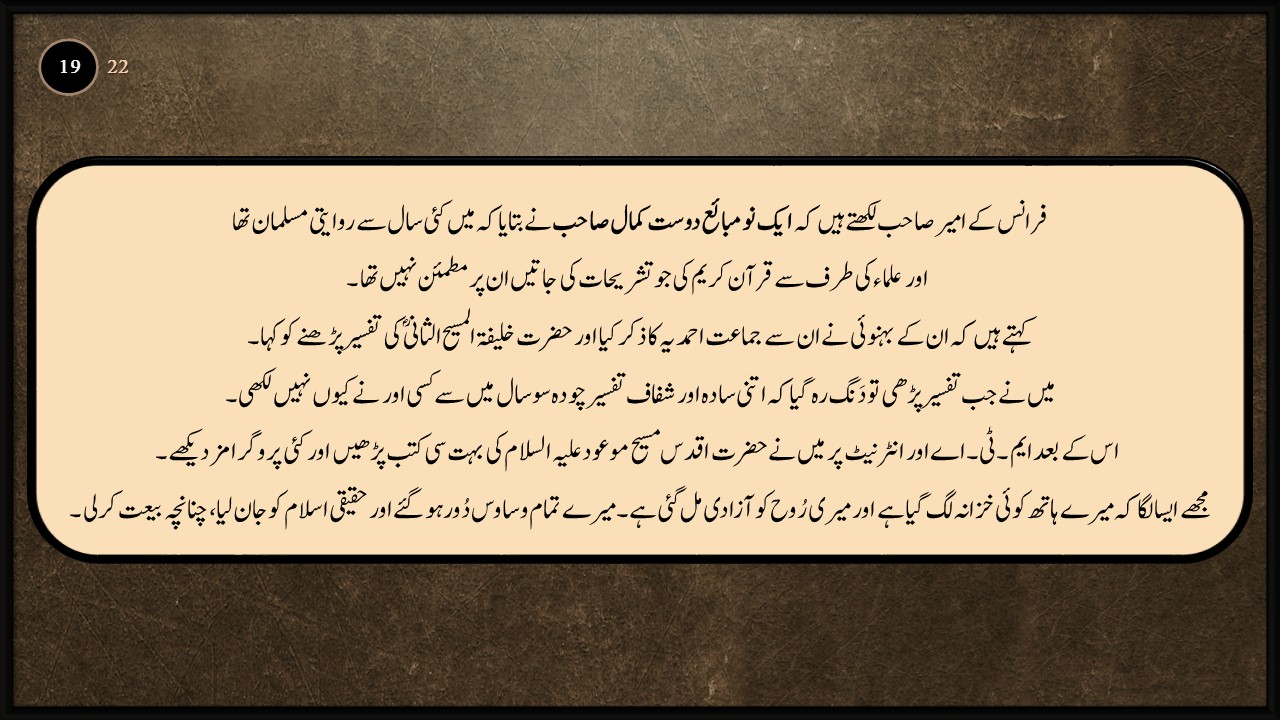 19 22
فرانس کے امیر صاحب لکھتے ہیں کہ ایک نو مبائع دوست کمال صاحب نے بتایا کہ میں کئی سال سے روایتی مسلمان تھا
اور علماء کی طرف سے قرآن کریم کی جو تشریحات کی جاتیں ان پر مطمئن نہیں تھا۔
کہتے ہیں کہ ان کے بہنوئی نے ان سے جماعت احمدیہ کا ذکر کیا اور حضرت خلیفۃ المسیح الثانیؓ کی تفسیر پڑھنے کو کہا۔
میں نے جب تفسیر پڑھی تو دَنگ رہ گیا کہ اتنی سادہ اور شفاف تفسیر چودہ سو سال میں سے کسی اور نے کیوں نہیں لکھی۔
اس کے بعد ایم۔ٹی۔اے اور انٹرنیٹ پر میں نے حضرت اقدس مسیح موعود علیہ السلام کی بہت سی کتب پڑھیں اور کئی پروگرامز دیکھے۔
مجھے ایسا لگا کہ میرے ہاتھ کوئی خزانہ لگ گیا ہے اور میری رُوح کو آزادی مل گئی ہے۔ میرے تمام وساوس دُور ہو گئے اور حقیقی اسلام کو جان لیا، چنانچہ بیعت کر لی۔